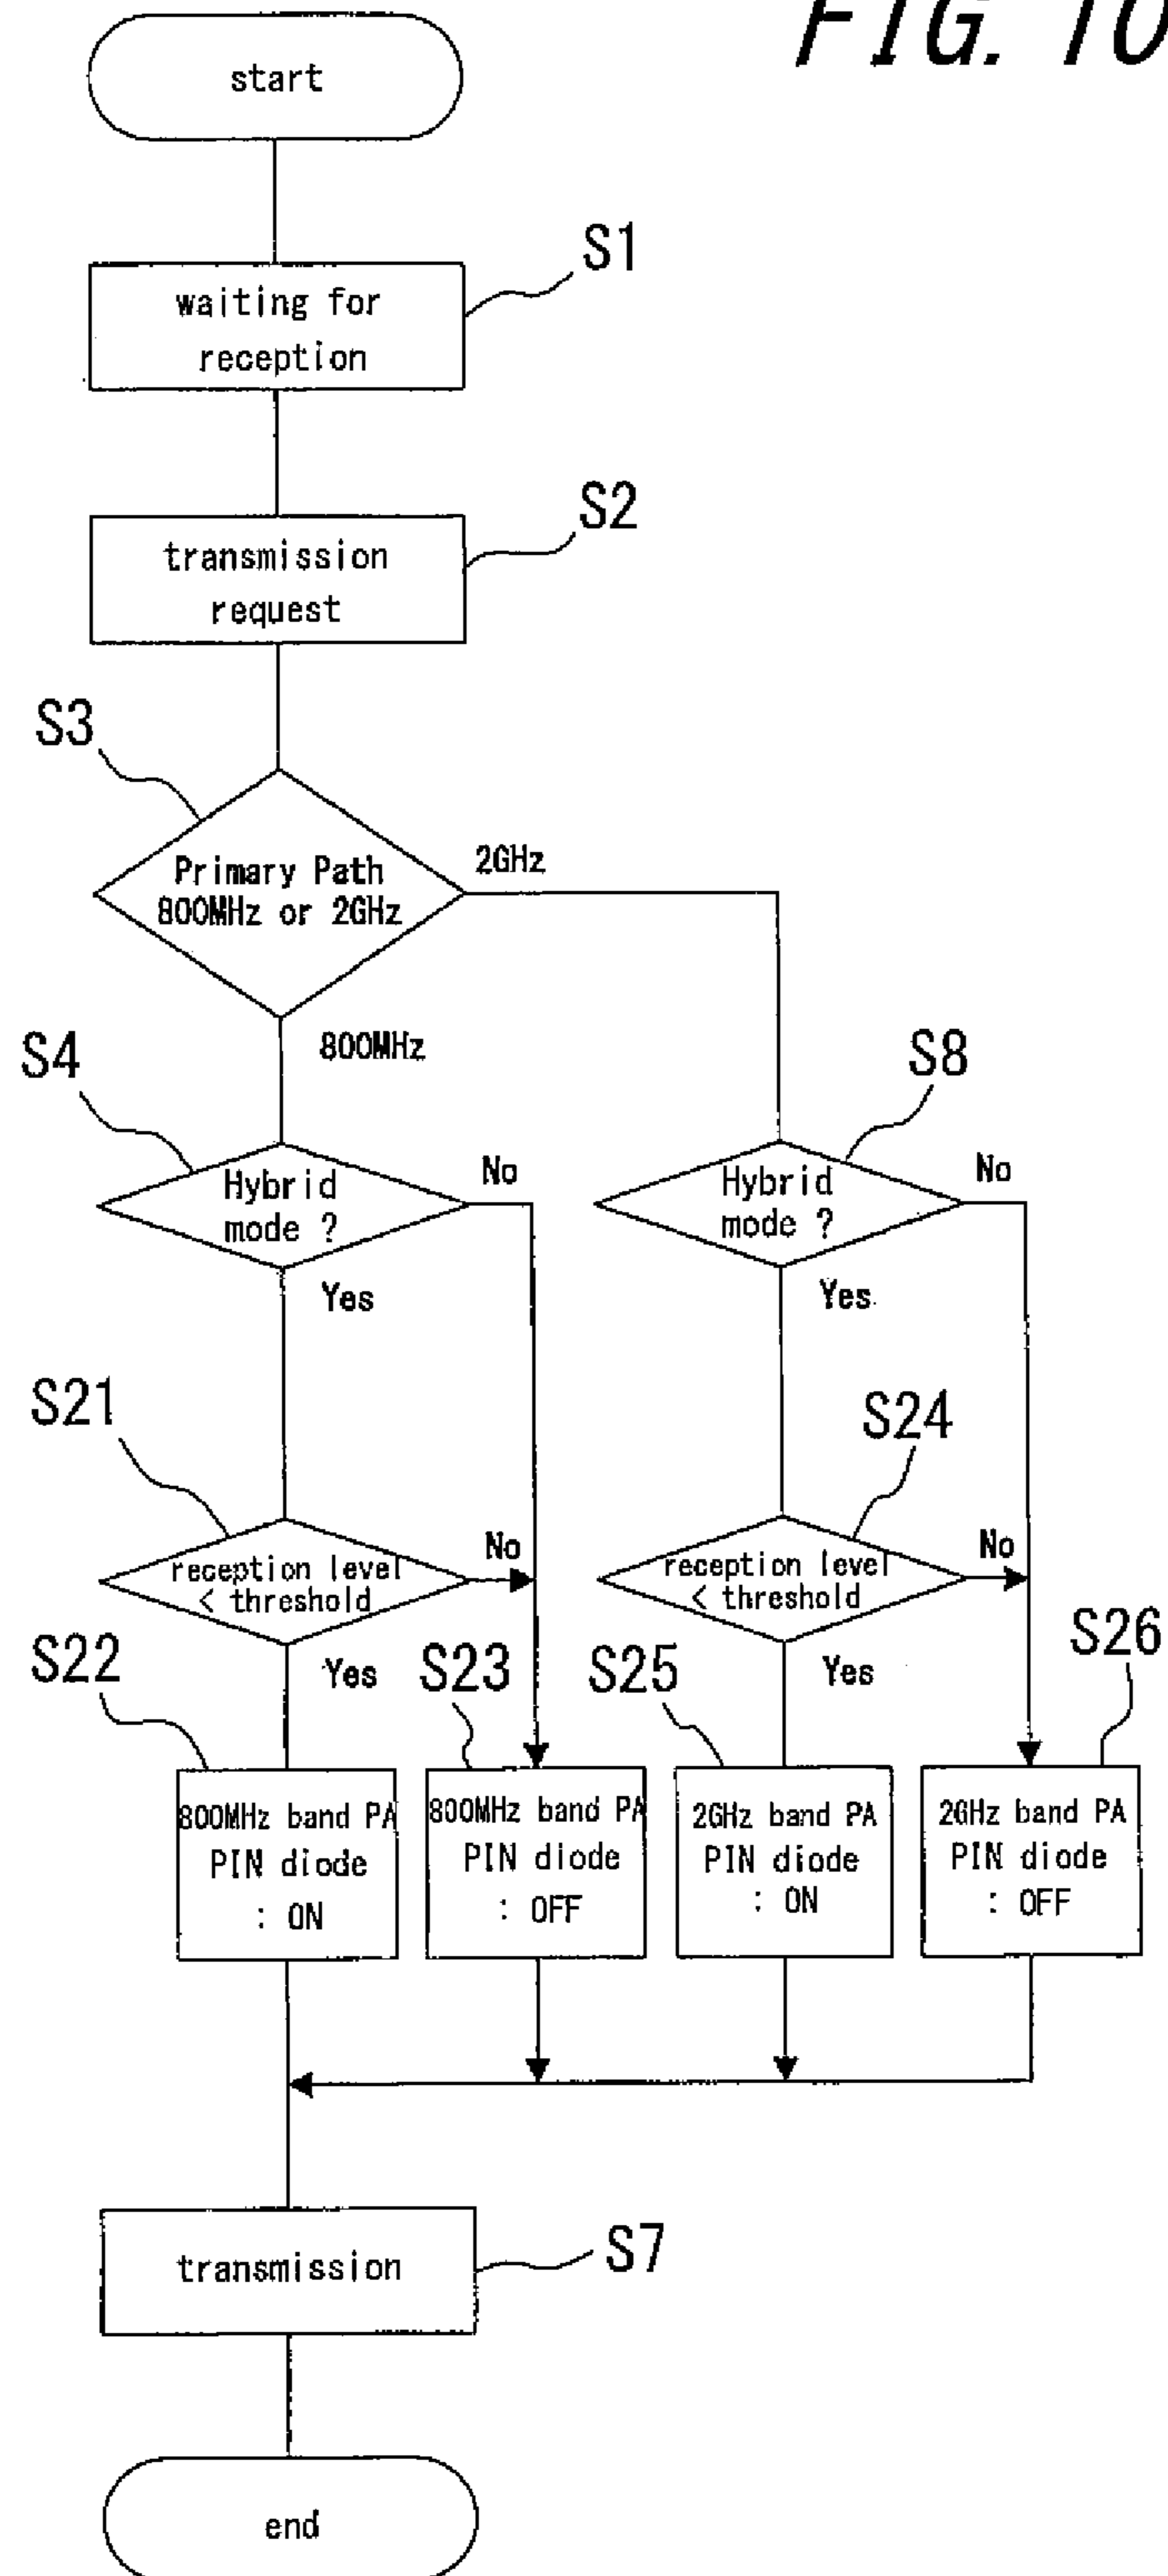 FIG. 10
start
S1
waiting for
reception
S2
transmission
request
S3
Primary Path
800MHz or 2GHz
2GHz
800MHz
S4
Hybrid
mode ?
No
Yes
S8
Hybrid
mode ?
No
Yes
S21
reception level
< threshold
No
Yes
S24
reception level
< threshold
No
Yes
S22
800MHz band PA
PIN diode
: ON
S23
800MHz band PA
PIN diode
: OFF
S25
2GHz band PA
PIN diode
: ON
S26
2GHz band PA
PIN diode
: OFF
transmission
S7
end